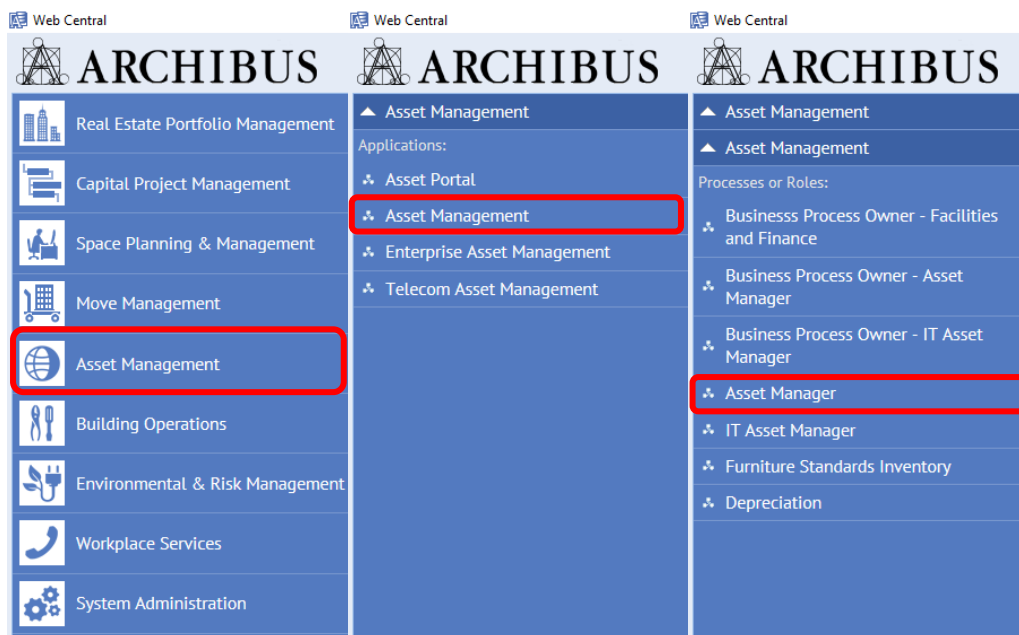 Web Central
ARCHIBUS
Real Estate Portfolio Management
Capital Project Management
Space Planning & Management
Move Management
Asset Management
Building Operations
Environmental & Risk Management
Workplace Services
System Administration
Web Central
ARCHIBUS
Asset Management
Applications:
Asset Portal
Asset Management
Enterprise Asset Management
Telecom Asset Management
Web Central
ARCHIBUS
Asset Management
Asset Management
Processes or Roles:
Businesss Process Owner - Facilities
and Finance
Business Process Owner - Asset
Manager
Business Process Owner - IT Asset
Manager
Asset Manager
IT Asset Manager
Furniture Standards Inventory
Depreciation